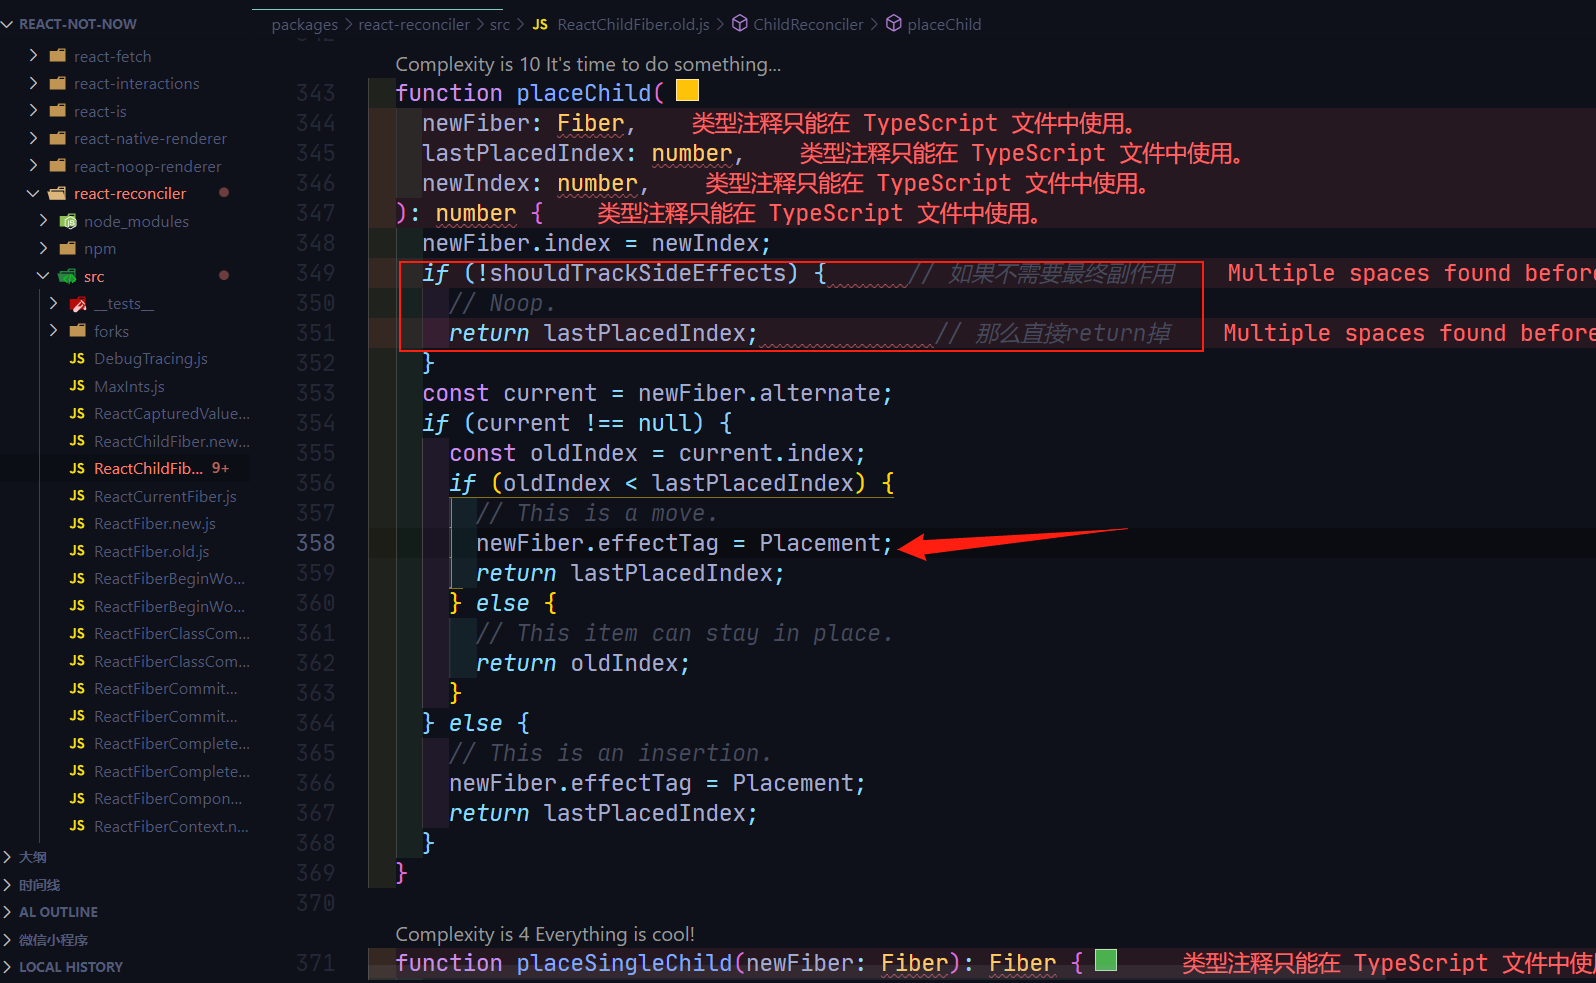 REACT-NOT-NOW
react-fetch
react-interactions
react-is
react-native-renderer
react-noop-renderer
react-reconciler
node_modules
npm
src
__tests__
forks
JS DebugTracing.js
JS MaxInts.js
JS ReactCapturedValue...
JS ReactChildFiber.new...
JS ReactChildFib... 9+
JS ReactCurrentFiber.js
JS ReactFiber.new.js
JS ReactFiber.old.js
JS ReactFiberBeginWo...
JS ReactFiberBeginWo...
JS ReactFiberClassCom...
JS ReactFiberClassCom...
JS ReactFiberCommit...
JS ReactFiberCommit...
JS ReactFiberComplete...
JS ReactFiberComplete...
JS ReactFiberCompon...
JS ReactFiberContext.n...
大纲
时间线
AL OUTLINE
微信小程序
LOCAL HISTORY
packages > react-reconciler > src > JS ReactChildFiber.old.js > ChildReconciler > placeChild
Complexity is 10 It's time to do something...
343 function placeChild(
344 newFiber: Fiber, 类型注释只能在 TypeScript 文件中使用。
345 lastPlacedIndex: number, 类型注释只能在 TypeScript 文件中使用。
346 newIndex: number, 类型注释只能在 TypeScript 文件中使用。
347 ): number { 类型注释只能在 TypeScript 文件中使用。
348 newFiber.index = newIndex;
349 if (!shouldTrackSideEffects) { // 如果不需要最终副作用 Multiple spaces found before
350 // Noop.
351 return lastPlacedIndex; // 那么直接return掉 Multiple spaces found before
352 }
353 const current = newFiber.alternate;
354 if (current !== null) {
355 const oldIndex = current.index;
356 if (oldIndex < lastPlacedIndex) {
357 // This is a move.
358 newFiber.effectTag = Placement;
359 return lastPlacedIndex;
360 } else {
361 // This item can stay in place.
362 return oldIndex;
363 }
364 } else {
365 // This is an insertion.
366 newFiber.effectTag = Placement;
367 return lastPlacedIndex;
368 }
369 }
370
Complexity is 4 Everything is cool!
371 function placeSingleChild(newFiber: Fiber): Fiber { 类型注释只能在 TypeScript 文件中使